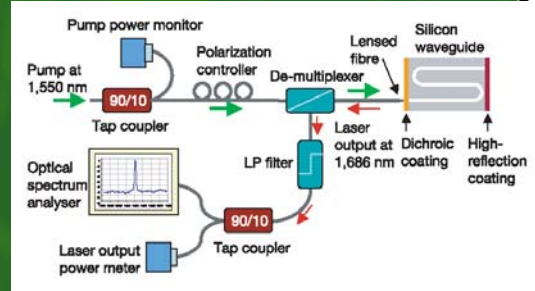 Pump power monitor
Pump at
1,550 nm
90/10
Tap coupler
Polarization
controller
De-multiplexer
Lensed
fibre
Silicon
waveguide
Laser
output at
1,686 nm
Dichroic
coating
High-
reflection
coating
LP filter
Optical
spectrum
analyser
90/10
Tap coupler
Laser output
power meter